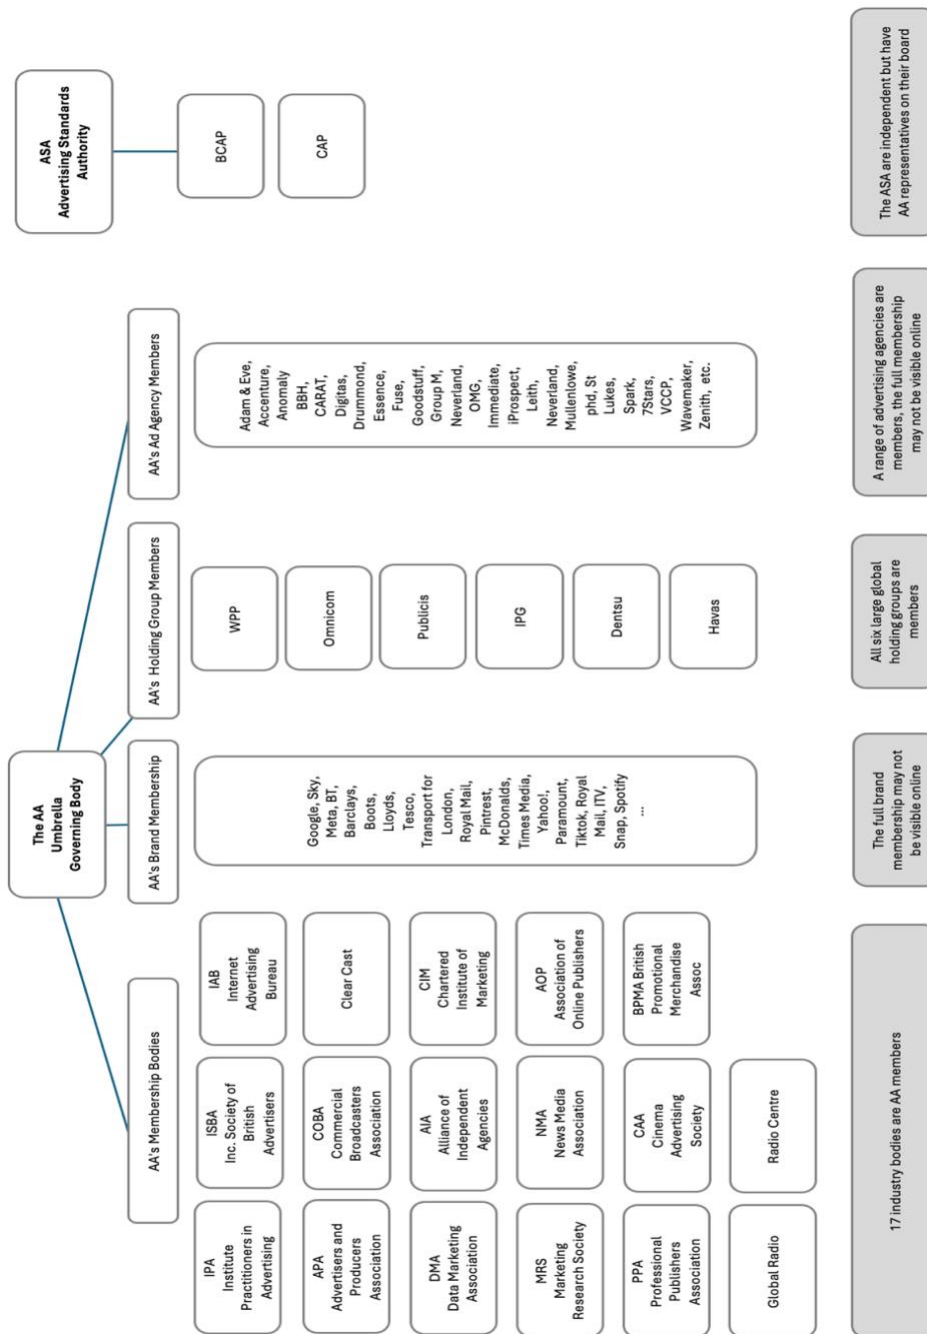 The AA
Umbrella
Governing Body
ASA
Advertising Standards
Authority
AA's Membership Bodies
AA's Brand Membership
AA's Holding Group Members
AA's Ad Agency Members
BCAP
CAP
IPA
Institute
Practitioners in
Advertising
ISBA
Inc. Society of
British
Advertisers
IAB
Internet
Advertising
Bureau
APA
Advertisers and
Producers
Association
COBA
Commercial
Broadcasters
Association
Clear Cast
DMA
Data Marketing
Association
AIA
Alliance of
Independent
Agencies
CIM
Chartered
Institute of
Marketing
MRS
Marketing
Research Society
NMA
News Media
Association
AOP
Association of
Online Publishers
PPA
Professional
Publishers
Association
CAA
Cinema
Advertising
Society
BPMA British
Promotional
Merchandise
Assoc
Global Radio
Radio Centre
Google, Sky,
Meta, BT,
Barclays,
Boots,
Lloyds,
Tesco,
Transport for
London,
Royal Mail,
Pintrest,
McDonalds,
Times Media,
Yahoo!,
Paramount,
Tiktok, Royal
Mail, ITV,
Snap, Spotify
...
WPP
Omnicom
Publicis
IPG
Dentsu
Havas
Adam & Eve,
Accenture,
Anomaly
BBH,
CARAT,
Digitas,
Drummond,
Essence,
Fuse,
Goodstuff,
Group M,
Neverland,
OMG,
Immediate,
iProspect,
Leith,
Neverland,
Mullenlowe,
phd, St
Lukes,
Spark,
7Stars,
VCCP,
Wavemaker,
Zenith, etc.
17 industry bodies are AA members
The full brand
membership may not
be visible online
All six large global
holding groups are
members
A range of advertising agencies are
members, the full membership
may not be visible online
The ASA are independent but have
AA representatives on their board